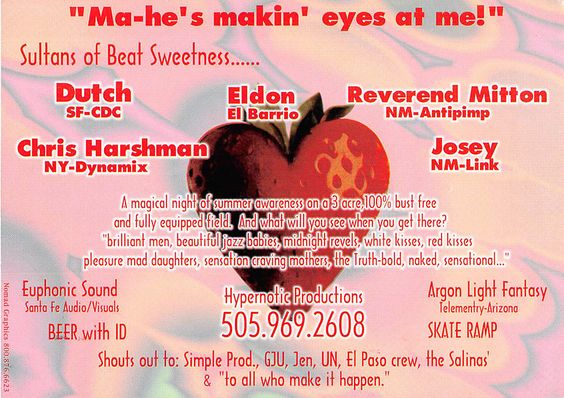 "Ma-he's makin' eyes at me!"
Sultans of Beat Sweetness......
Dutch
SF-CDC
Eldon
El Barrio
Reverend Mitton
NM-Antipimp
Chris Harshman
NY-Dynamix
Josey
NM-Link
A magical night of summer awareness on a 3 acre,100% bust free
and fully equipped field. And what will you see when you get there?
"brilliant men, beautiful jazz babies, midnight revels, white kisses, red kisses
pleasure mad daughters, sensation craving mothers, the Truth-bold, naked, sensational..."
Euphonic Sound
Santa Fe Audio/Visuals
BEER with ID
Hypernotic Productions
505.969.2608
Argon Light Fantasy
Telementry-Arizona
SKATE RAMP
Shouts out to: Simple Prod., GJU, Jen, UN, El Paso crew, the Salinas'
& "to all who make it happen."
Nomad Graphics 800.876.6623